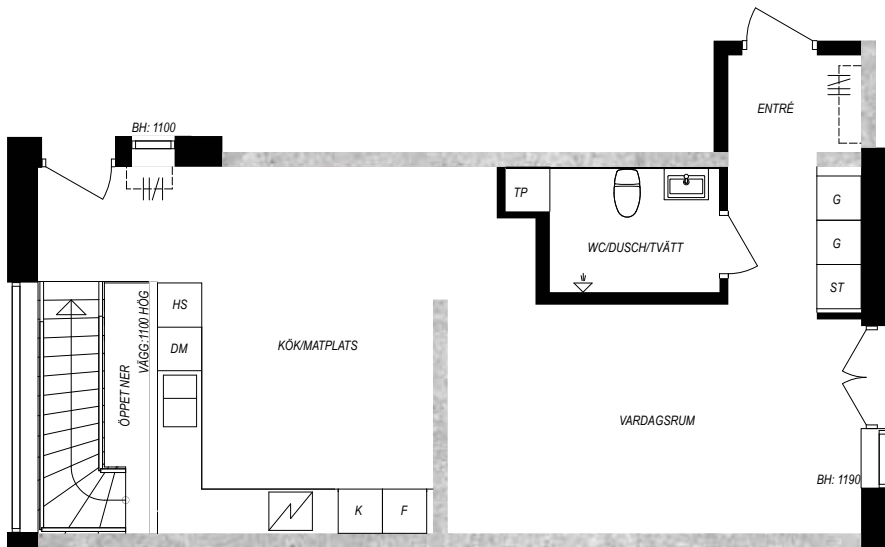 ENTRÉ
BH: 1100
TP
G
WC/DUSCH/TVÄTT
G
ST
HS
VÄGG:1100 HÖG
DM
KÖK/MATPLATS
ÖPPET NER
VARDAGSRUM
BH: 1190
K
F